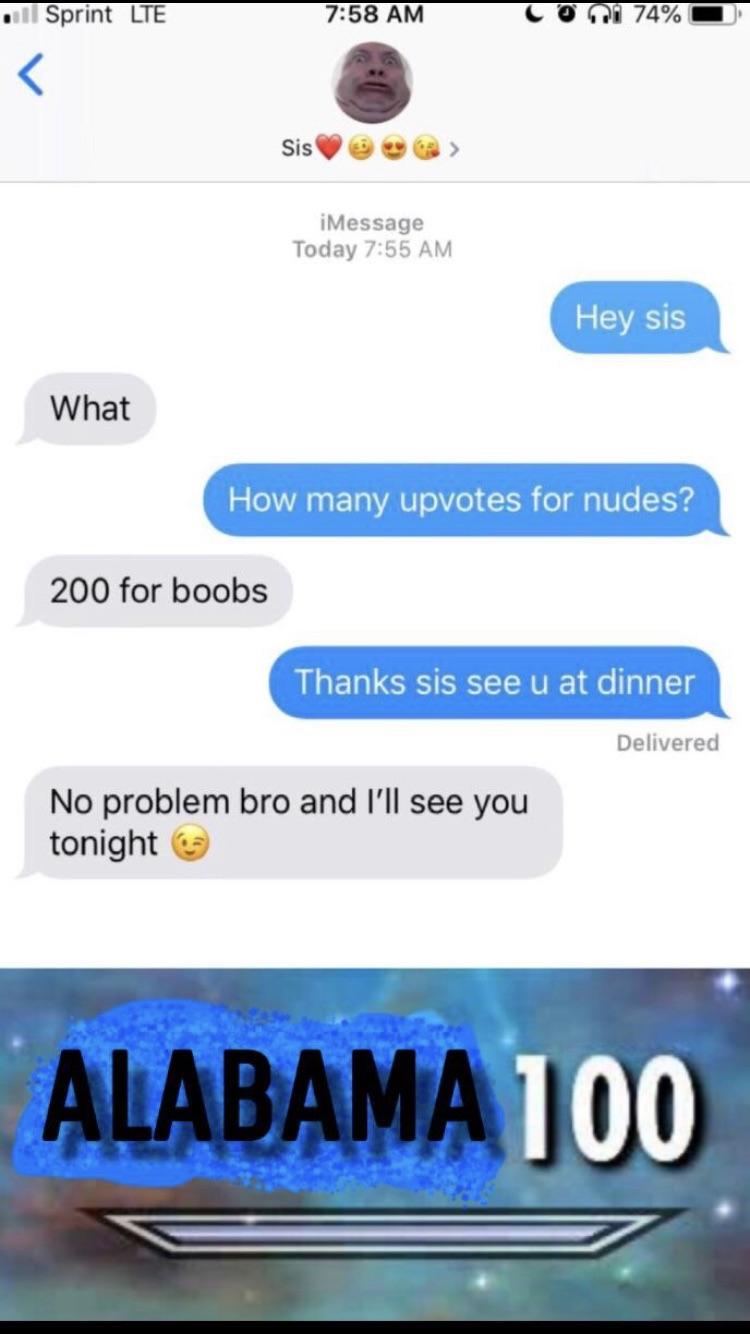 Sprint LTE 7:58 AM 74%
Sis❤️🥴😍😘 >
iMessage
Today 7:55 AM
Hey sis
What
How many upvotes for nudes?
200 for boobs
Thanks sis see u at dinner
Delivered
No problem bro and I’ll see you
tonight 😉
ALABAMA 100